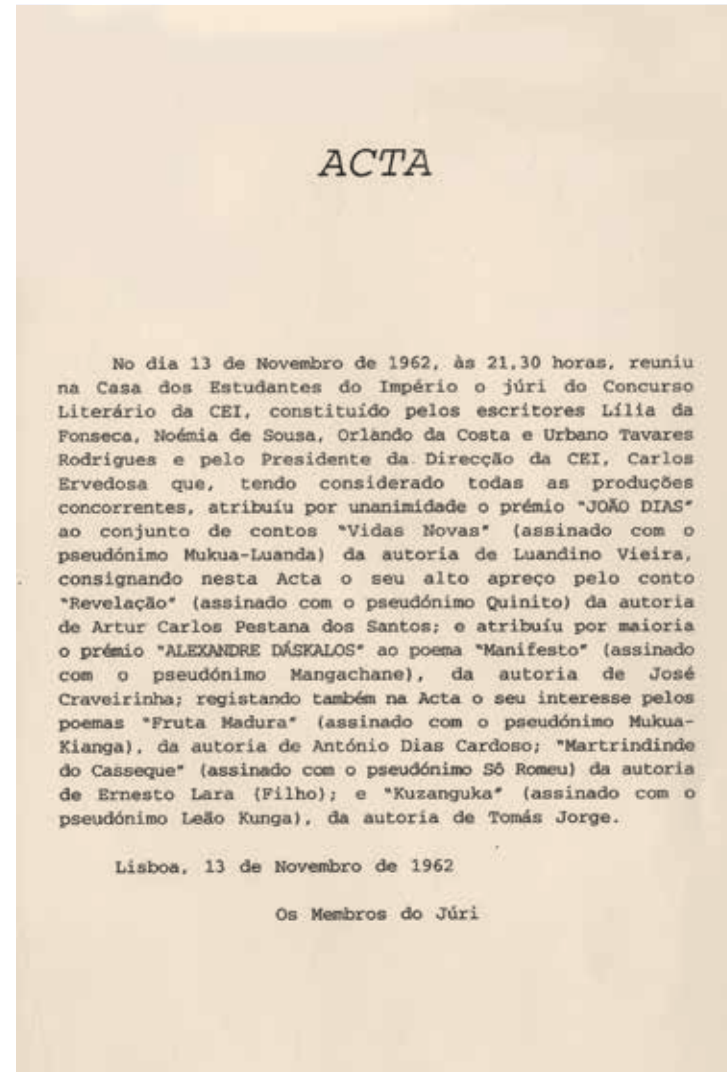 ACTA
No dia 13 de Novembro de 1962, às 21,30 horas, reuniu
na Casa dos Estudantes do Império o júri do Concurso
Literário da CEI, constituído pelos escritores Lília da
Fonseca, Noémia de Sousa, Orlando da Costa e Urbano Tavares
Rodrigues e pelo Presidente da Direcção da CEI, Carlos
Ervedosa que, tendo considerado todas as produções
concorrentes, atribuíu por unanimidade o prémio "JOÃO DIAS"
ao conjunto de contos "Vidas Novas" (assinado com o
pseudónimo Mukua-Luanda) da autoria de Luandino Vieira,
consignando nesta Acta o seu alto apreço pelo conto
"Revelação" (assinado com o pseudónimo Quinito) da autoria
de Artur Carlos Pestana dos Santos; e atribuíu por maioria
o prémio "ALEXANDRE DÁSKALOS" ao poema "Manifesto" (assinado
com o pseudónimo Mangachane), da autoria de José
Craveirinha; registando também na Acta o seu interesse pelos
poemas "Fruta Madura" (assinado com o pseudónimo Mukua-
Kianga), da autoria de António Dias Cardoso; "Martrindinde
do Casseque" (assinado com o pseudónimo Sô Romeu) da autoria
de Ernesto Lara (Filho); e "Kuzanguka" (assinado com o
pseudónimo Leão Kunga), da autoria de Tomás Jorge.
Lisboa, 13 de Novembro de 1962
Os Membros do Júri